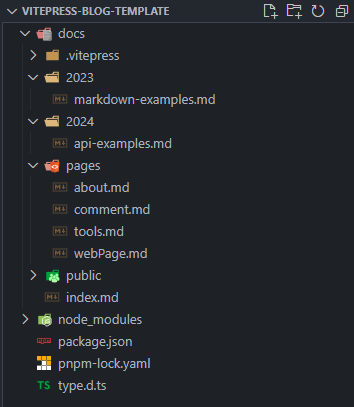 VITEPRESS-BLOG-TEMPLATE
docs
.vitepress
2023
markdown-examples.md
2024
api-examples.md
pages
about.md
comment.md
tools.md
webPage.md
public
index.md
node_modules
package.json
pnpm-lock.yaml
TS type.d.ts